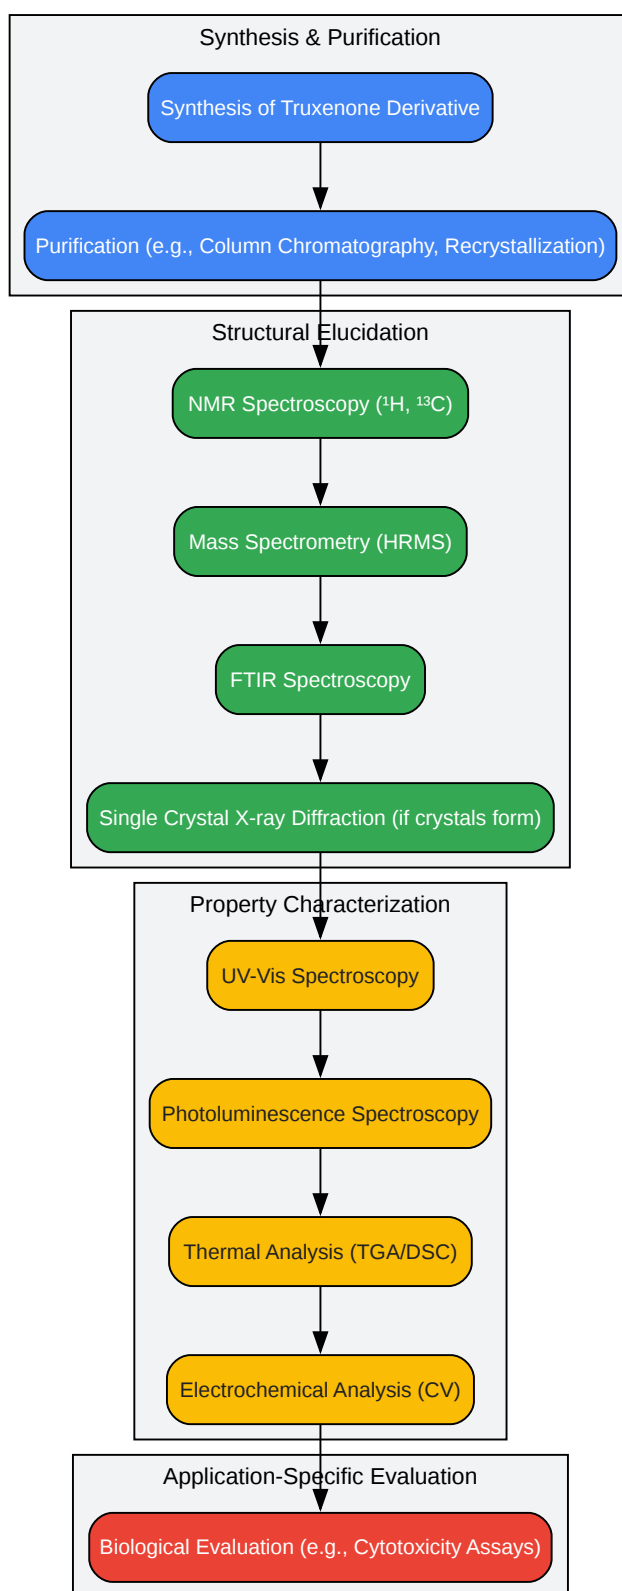 Synthesis & Purification
Synthesis of Truxenone Derivative
Purification (e.g., Column Chromatography, Recrystallization)
Structural Elucidation
NMR Spectroscopy (¹H, ¹³C)
Mass Spectrometry (HRMS)
FTIR Spectroscopy
Single Crystal X-ray Diffraction (if crystals form)
Property Characterization
UV-Vis Spectroscopy
Photoluminescence Spectroscopy
Thermal Analysis (TGA/DSC)
Electrochemical Analysis (CV)
Application-Specific Evaluation
Biological Evaluation (e.g., Cytotoxicity Assays)